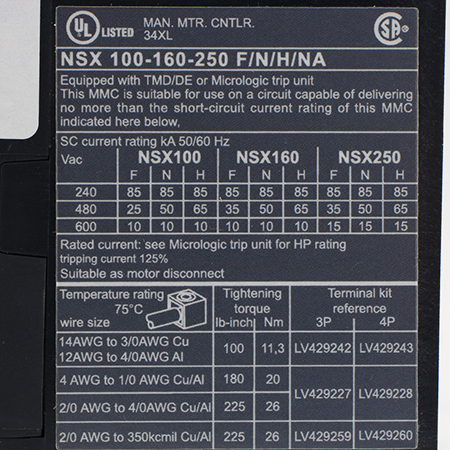 UL LISTED MAN. MTR. CNTLR. SA
34XL
NSX 100-160-250 F/N/H/NA
Equipped with TMD/DE or Micrologic trip unit
This MMC is suitable for use on a circuit capable of delivering
no more than the short-circuit current rating of this MMC
indicated here below,
SC current rating kA 50/60 Hz
Vac NSX100 NSX160 NSX250
F N H F N H F N H
240 85 85 85 85 85 85 85 85 85
480 25 50 65 35 50 65 35 50 65
600 10 10 10 10 10 10 15 15 15
Rated current: see Micrologic trip unit for HP rating
tripping current 125%
Suitable as motor disconnect
Temperature rating Tightening Terminal kit
75°C torque reference
wire size lb-inch Nm 3P 4P
14AWG to 3/0AWG Cu
12AWG to 4/0AWG Al 100 11,3 LV429242 LV429243
4 AWG to 1/0 AWG Cu/Al 180 20
LV429227 LV429228
2/0 AWG to 4/0AWG Cu/Al 225 26
2/0 AWG to 350kcmil Cu/Al 225 26 LV429259 LV429260